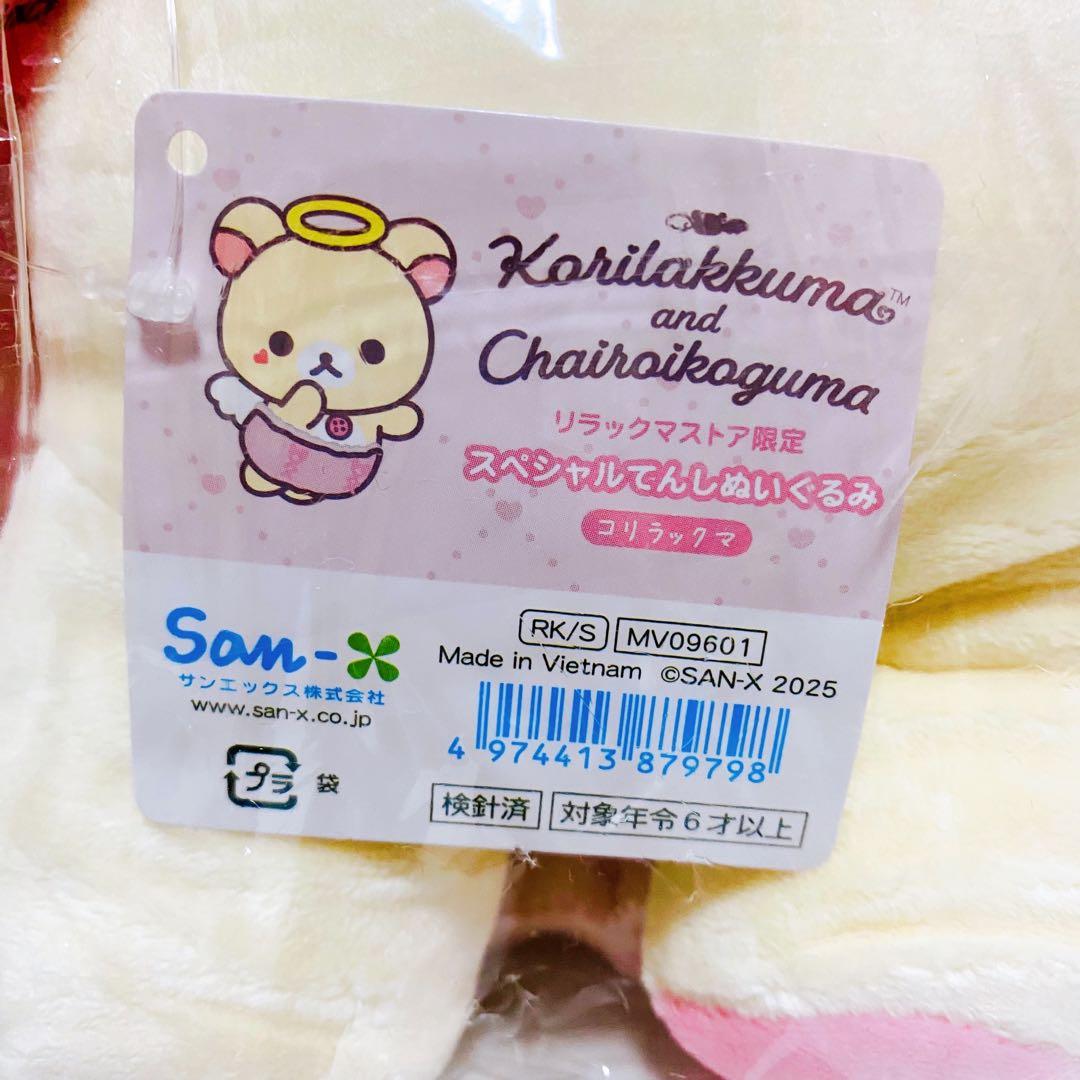 Korilakkuma™
and
Chairoikoguma
リラックマストア限定
スペシャルてんしぬいぐるみ
コリラックマ
San-X
サンエックス株式会社
www.san-x.co.jp
プラ 袋
RK/S MV09601
Made in Vietnam ©SAN-X 2025
4 974413 879798
検針済 対象年令6才以上